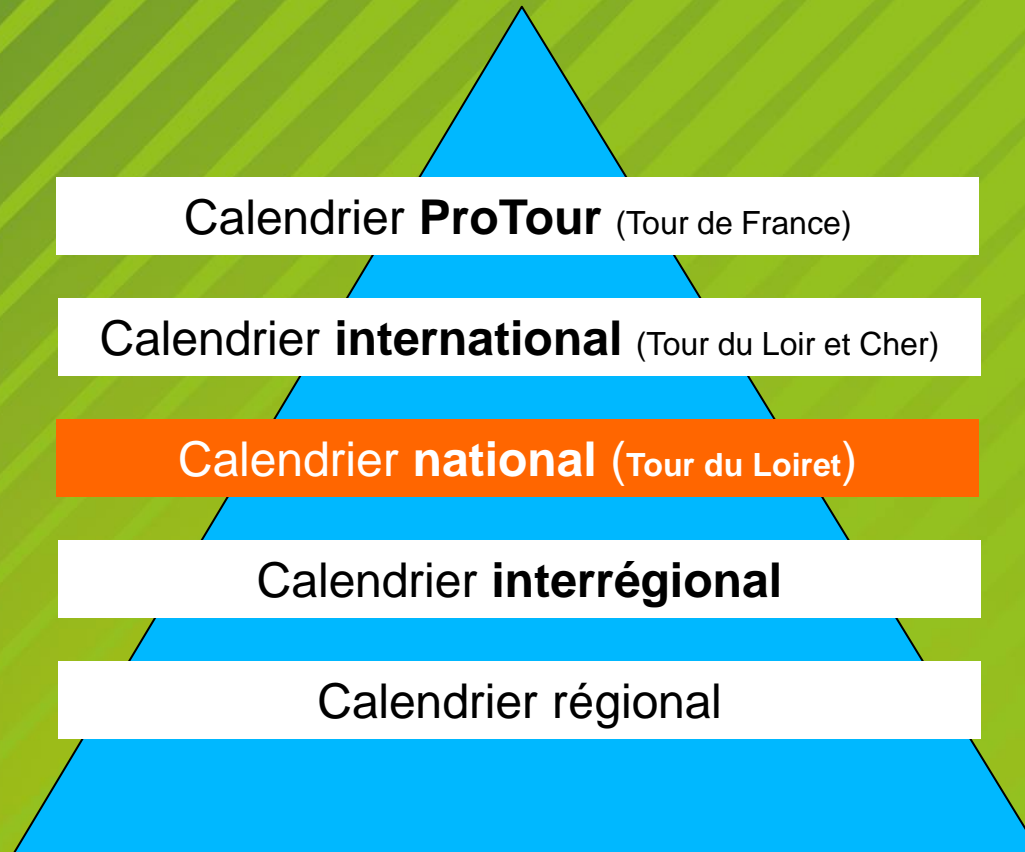 Calendrier ProTour (Tour de France)
Calendrier international (Tour du Loir et Cher)
Calendrier national (Tour du Loiret)
Calendrier interrégional
Calendrier régional